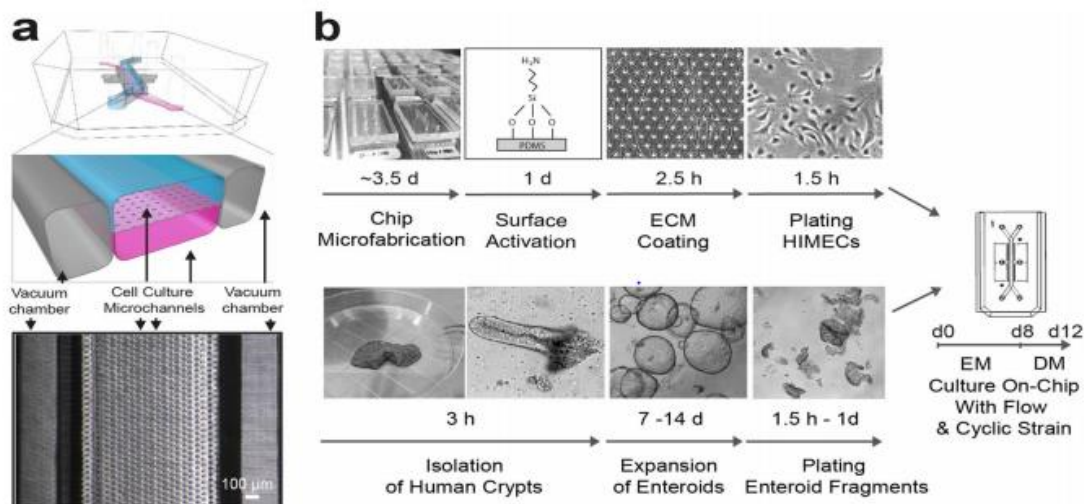 a
Vacuum
chamber
Cell Culture
Microchannels
Vacuum
chamber
100 µm
b
H₂N
Si
O O O
PDMS
~3.5 d
1 d
2.5 h
1.5 h
Chip
Microfabrication
Surface
Activation
ECM
Coating
Plating
HIMECs
3 h
7 -14 d
1.5 h - 1d
Isolation
of Human Crypts
Expansion
of Enteroids
Plating
Enteroid Fragments
d0 d8 d12
EM DM
Culture On-Chip
With Flow
& Cyclic Strain